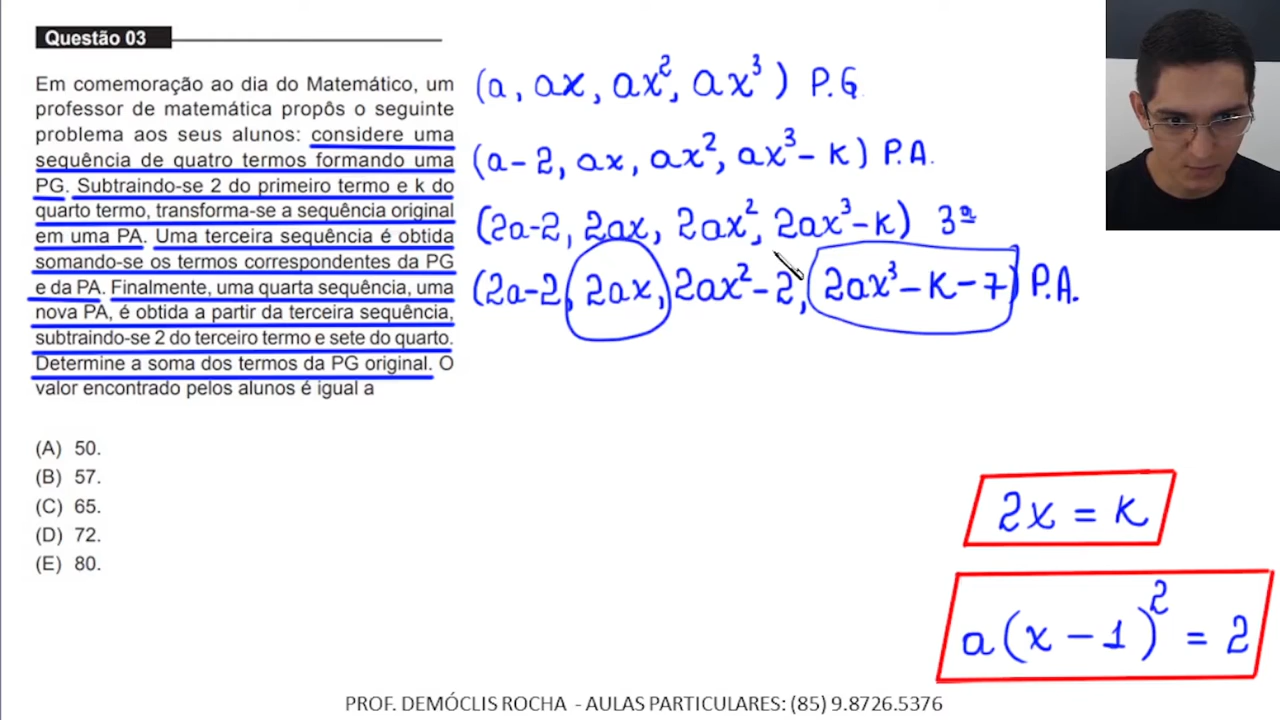 Questão 03
Em comemoração ao dia do Matemático, um
professor de matemática propôs o seguinte
problema aos seus alunos: considere uma
sequência de quatro termos formando uma
PG. Subtraindo-se 2 do primeiro termo e k do
quarto termo, transforma-se a sequência original
em uma PA. Uma terceira sequência é obtida
somando-se os termos correspondentes da PG
e da PA. Finalmente, uma quarta sequência, uma
nova PA, é obtida a partir da terceira sequência,
subtraindo-se 2 do terceiro termo e sete do quarto.
Determine a soma dos termos da PG original. O
valor encontrado pelos alunos é igual a
(A) 50.
(B) 57.
(C) 65.
(D) 72.
(E) 80.
(a, ax, ax², ax³) P.G.
(a-2, ax, ax², ax³-k) P.A.
(2a-2, 2ax, 2ax², 2ax³-k) 3ª
(2a-2, 2ax, 2ax²-2, 2ax³-k-7) P.A.
2x = k
a(x-1)² = 2
PROF. DEMÓCLIS ROCHA - AULAS PARTICULARES: (85) 9.8726.5376